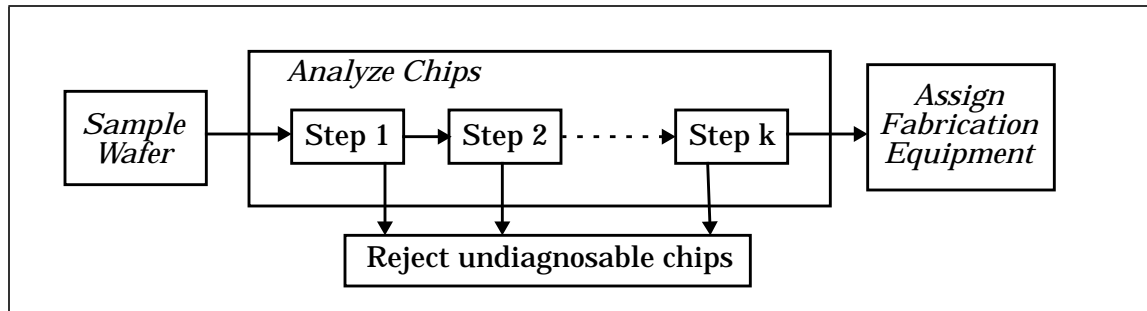 Analyze Chips
Sample
Wafer
Step 1
Step 2
Step k
Assign
Fabrication
Equipment
Reject undiagnosable chips